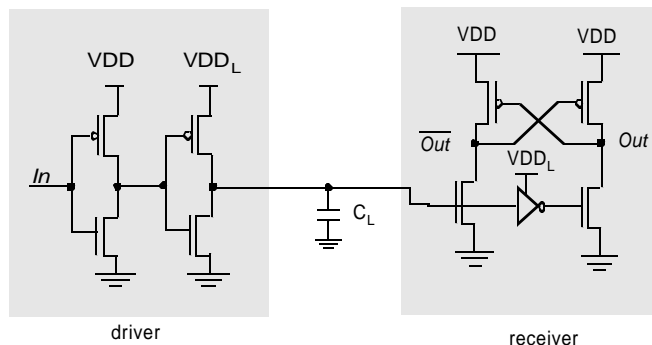 VDD
VDD
VDD
VDD_L
In
Out
Out
VDD_L
C_L
driver
receiver